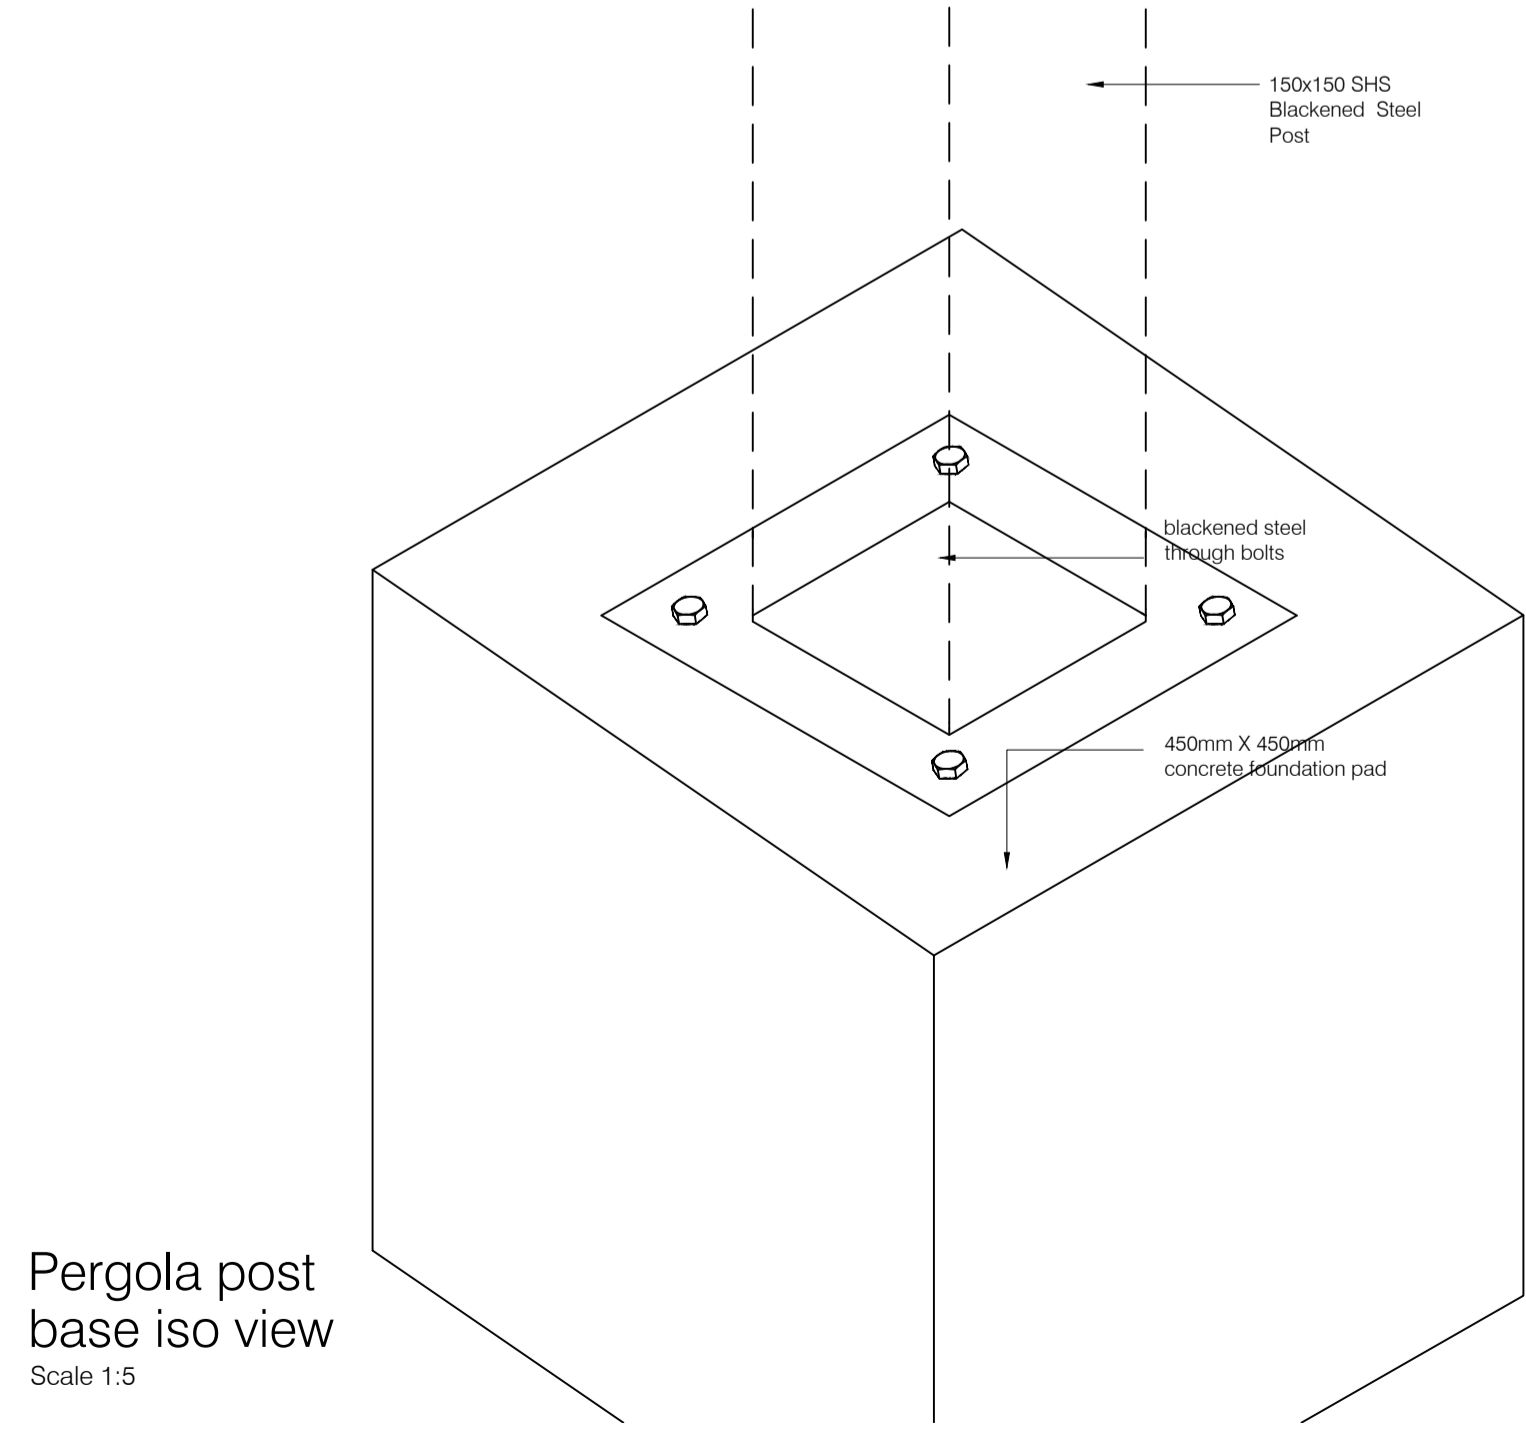 150x150 SHS
Blackened Steel
Post
blackened steel
through bolts
450mm X 450mm
concrete foundation pad
Pergola post
base iso view
Scale 1:5